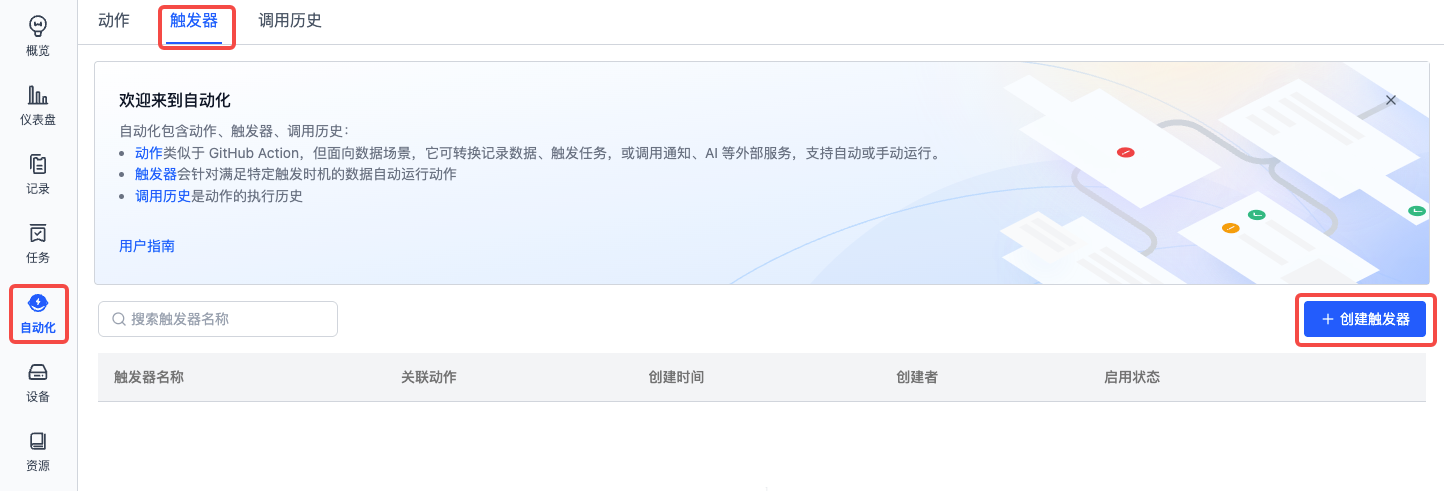 概览
仪表盘
记录
任务
自动化
设备
资源
动作 触发器 调用历史
欢迎来到自动化
自动化包含动作、触发器、调用历史：
• 动作类似于 GitHub Action，但面向数据场景，它可转换记录数据、触发任务，或调用通知、AI 等外部服务，支持自动或手动运行。
• 触发器会针对满足特定触发时机的数据自动运行动作
• 调用历史是动作的执行历史
用户指南
搜索触发器名称
+ 创建触发器
触发器名称 关联动作 创建时间 创建者 启用状态